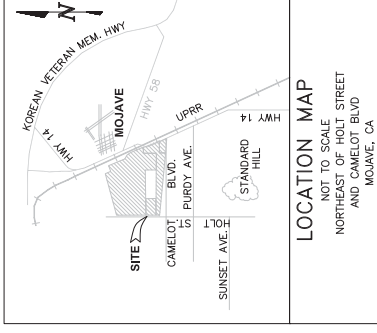 N
KOREAN VETERAN MEM. HWY
HWY 14
HWY 58
MOJAVE
UPRR
SITE
CAMELOT BLVD.
PURDY AVE.
HWY 14
STANDARD
HILL
HOLT ST.
SUNSET AVE.
LOCATION MAP
NOT TO SCALE
NORTHEAST OF HOLT STREET
AND CAMELOT BLVD
MOJAVE, CA